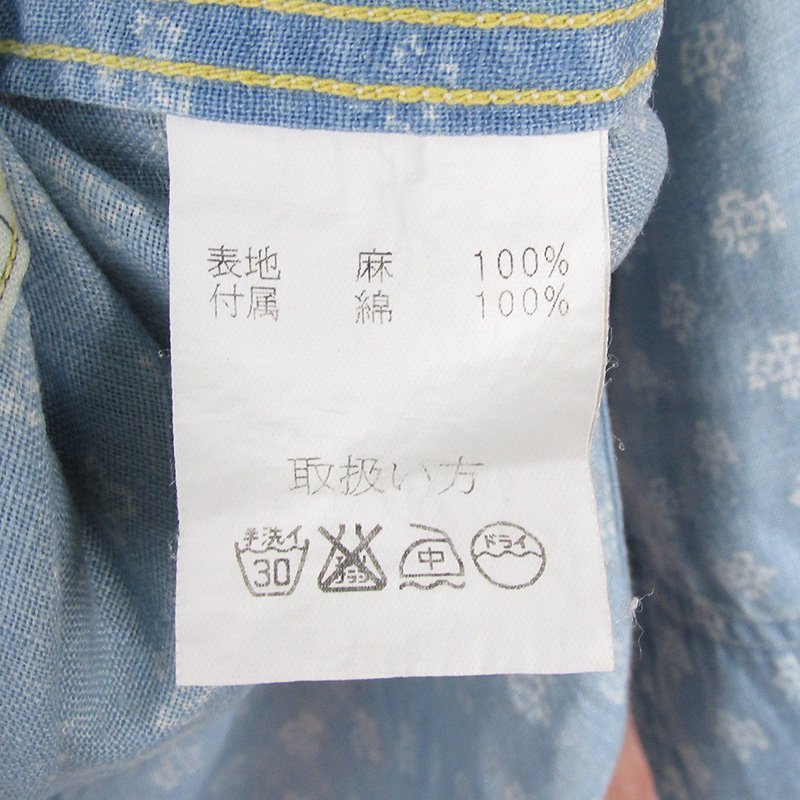 表地 麻 100%
付属 綿 100%
取扱い方
手洗イ 30
中
ドライ